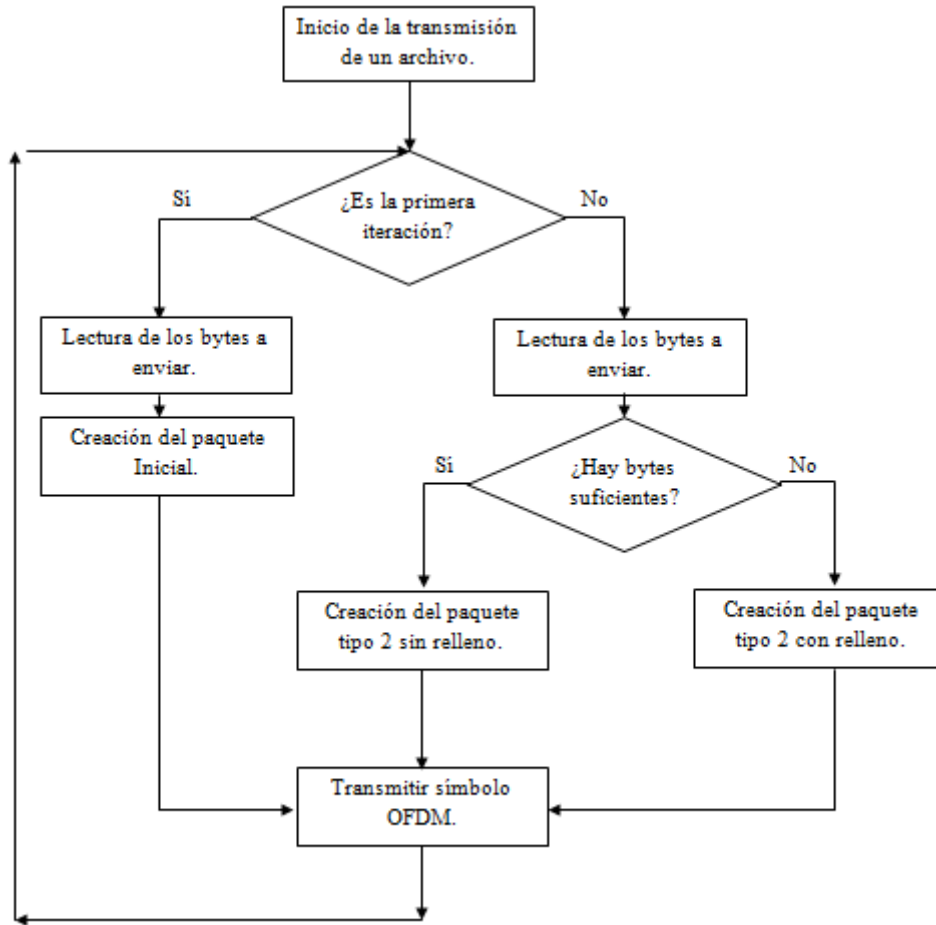 Inicio de la transmisión
de un archivo.
Sí
¿Es la primera
iteración?
No
Lectura de los bytes a
enviar.
Lectura de los bytes a
enviar.
Creación del paquete
Inicial.
Sí
¿Hay bytes
suficientes?
No
Creación del paquete
tipo 2 sin relleno.
Creación del paquete
tipo 2 con relleno.
Transmitir símbolo
OFDM.